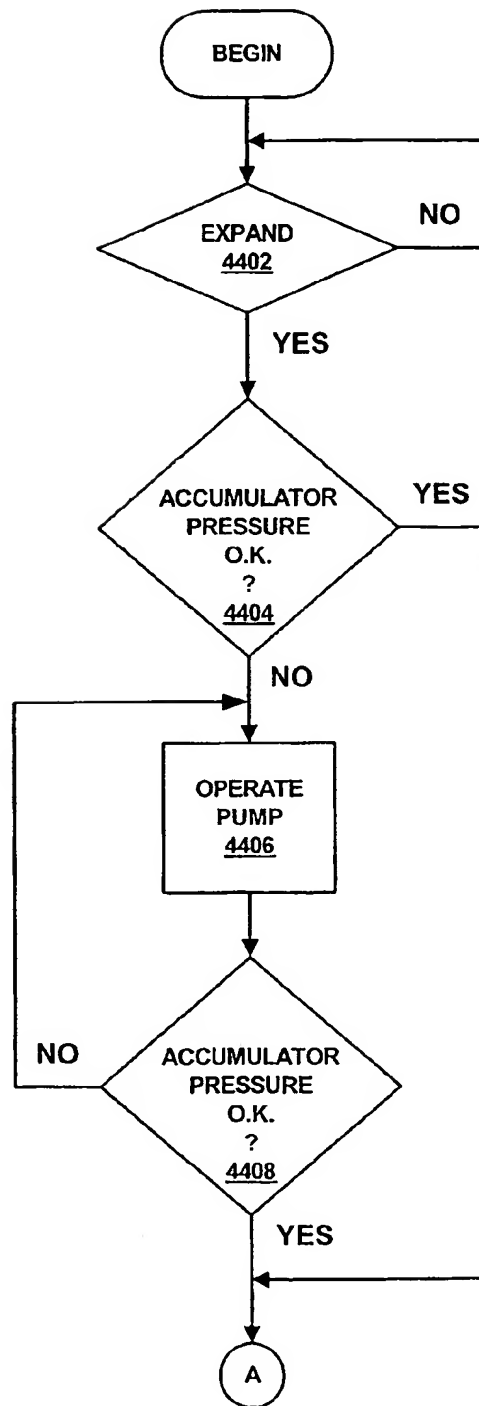 BEGIN
EXPAND
4402
NO
YES
ACCUMULATOR
PRESSURE
O.K.
?
4404
YES
NO
OPERATE
PUMP
4406
ACCUMULATOR
PRESSURE
O.K.
?
4408
NO
YES
A